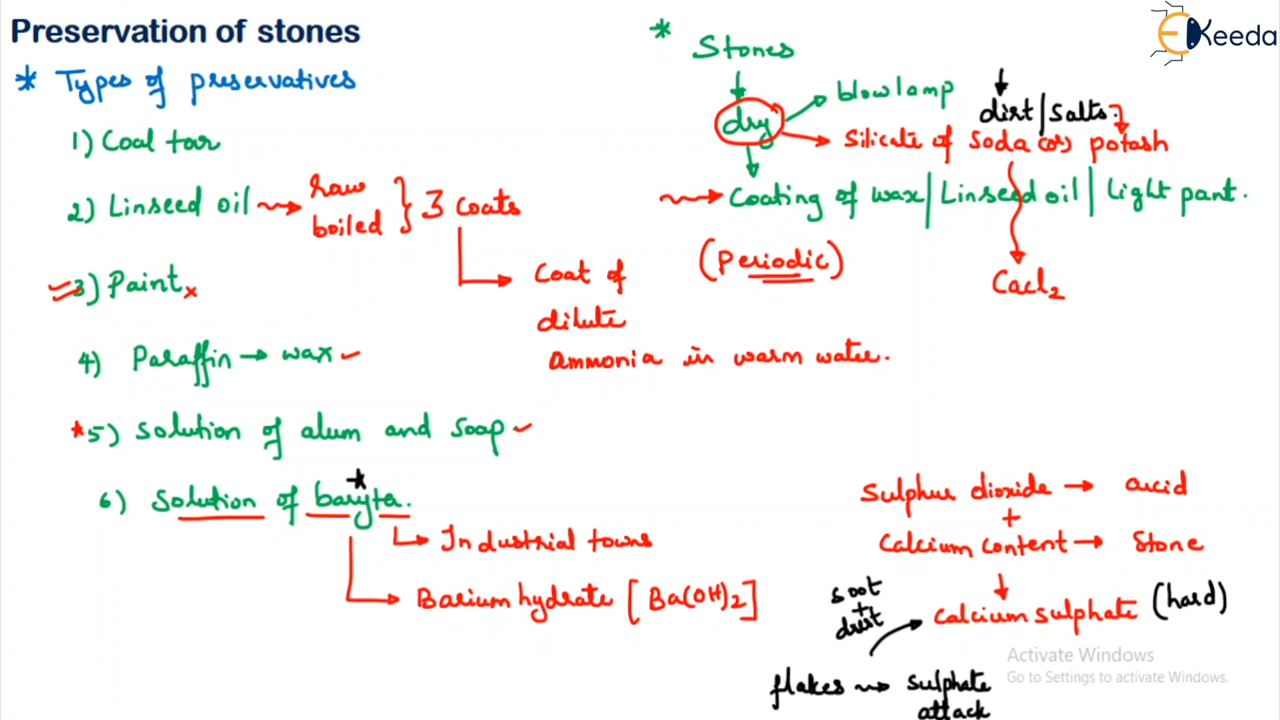 Preservation of stones
* Types of preservatives
1) Coal tar
2) Linseed oil → raw
boiled } 3 coats
Coat of
dilute
ammonia in warm water.
3) Paint x
4) Paraffin → wax
* 5) Solution of alum and soap
6) Solution of baryta.
Industrial towns
Barium hydrate [Ba(OH)2]
* Stones
dry
blow lamp
dirt/Salts.
Silicate of Soda (or) potash
Coating of wax/Linseed oil/Light pant.
(Periodic)
Cacl2
Sulphur dioxide → acid
+
Calcium content → Stone
Calcium sulphate (hard)
soot
+
dust
flakes → sulphate
attack
Keeda
Activate Windows
Go to Settings to activate Windows.